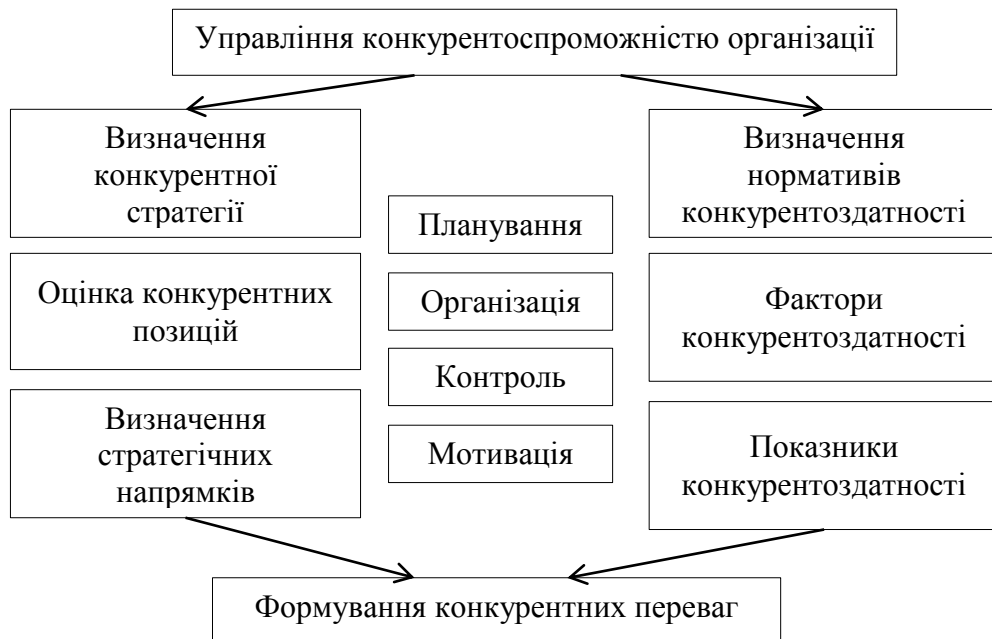 Управління конкурентоспроможністю організації
Визначення
конкурентної
стратегії
Оцінка конкурентних
позицій
Визначення
стратегічних
напрямків
Планування
Організація
Контроль
Мотивація
Визначення
нормативів
конкурентоздатності
Фактори
конкурентоздатності
Показники
конкурентоздатності
Формування конкурентних переваг